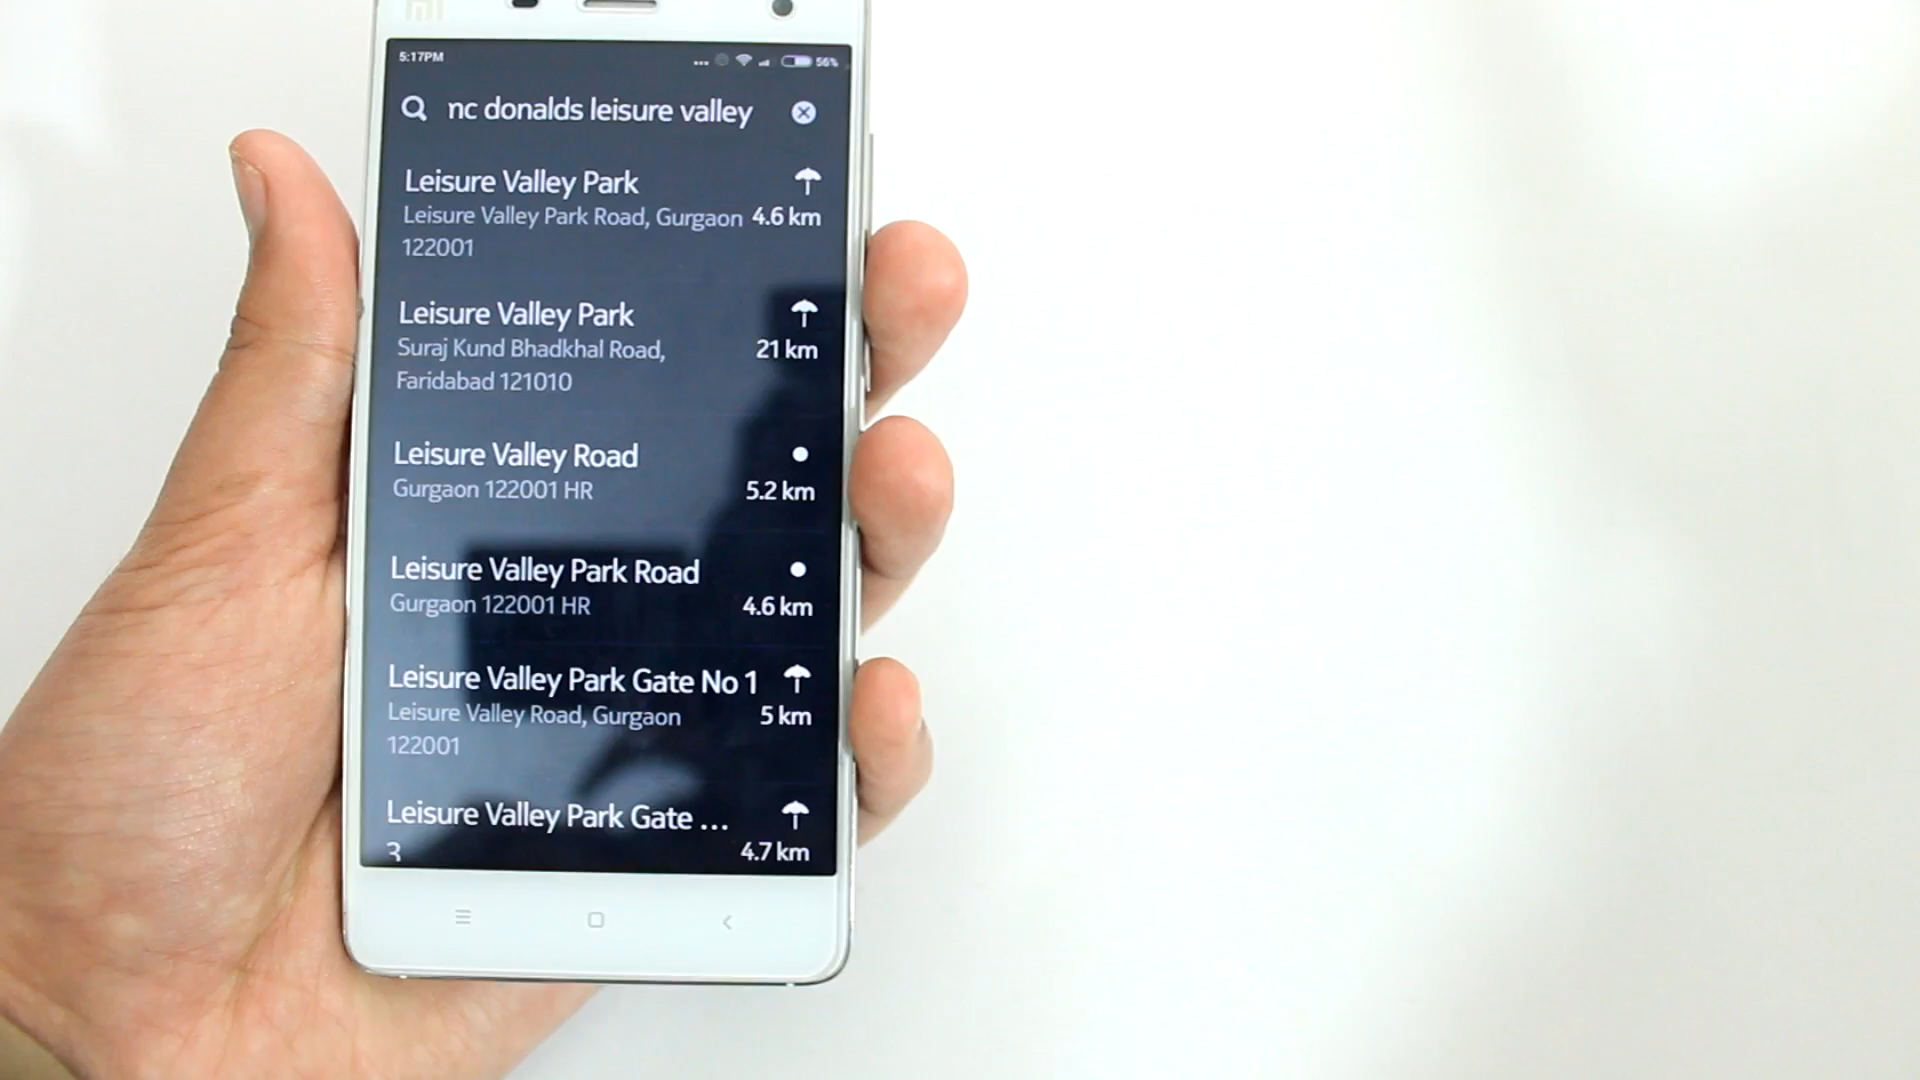 5:17PM
56%
nc donalds leisure valley
Leisure Valley Park
Leisure Valley Park Road, Gurgaon 4.6 km
122001
Leisure Valley Park
Suraj Kund Bhadkhal Road, 21 km
Faridabad 121010
Leisure Valley Road
Gurgaon 122001 HR 5.2 km
Leisure Valley Park Road
Gurgaon 122001 HR 4.6 km
Leisure Valley Park Gate No 1
Leisure Valley Road, Gurgaon 5 km
122001
Leisure Valley Park Gate ...
3 4.7 km